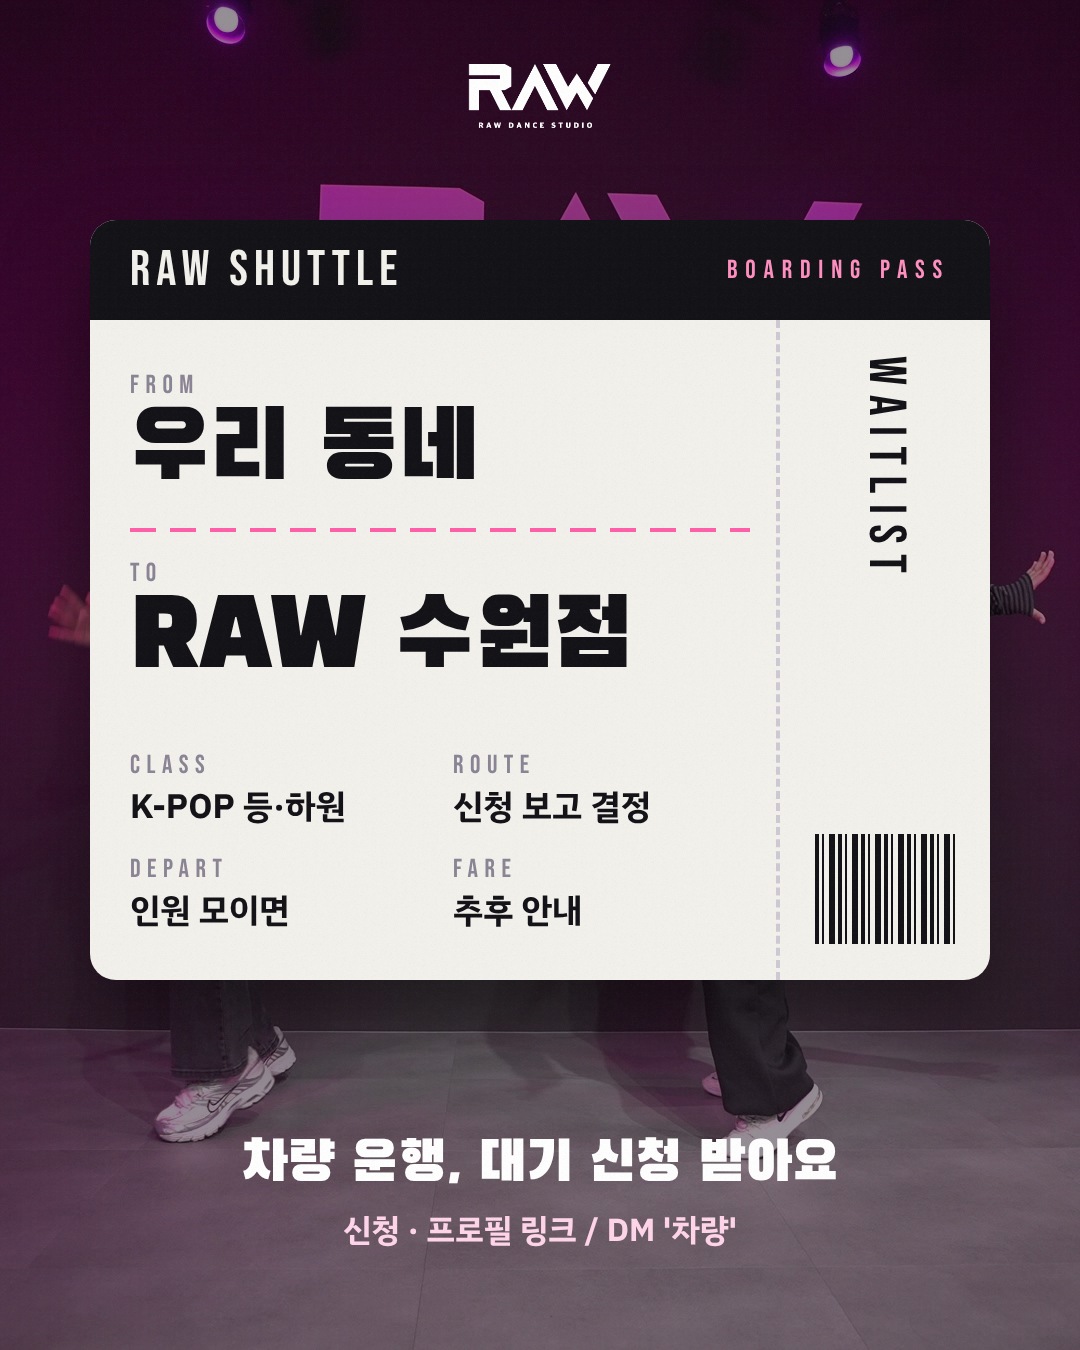 RAW
RAW DANCE STUDIO
RAW SHUTTLE
BOARDING PASS
FROM
우리 동네
TO
RAW 수원점
WAITLIST
CLASS
K-POP 등·하원
ROUTE
신청 보고 결정
DEPART
인원 모이면
FARE
추후 안내
차량 운행, 대기 신청 받아요
신청 · 프로필 링크 / DM '차량'